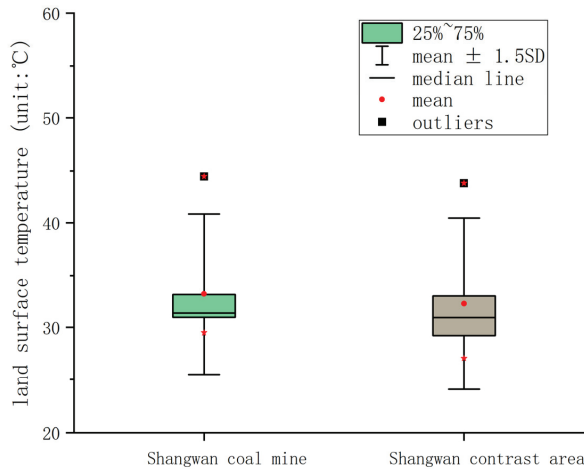 60
50
40
30
20
land surface temperature (unit:℃)
25%~75%
mean ± 1.5SD
median line
mean
outliers
Shangwan coal mine
Shangwan contrast area